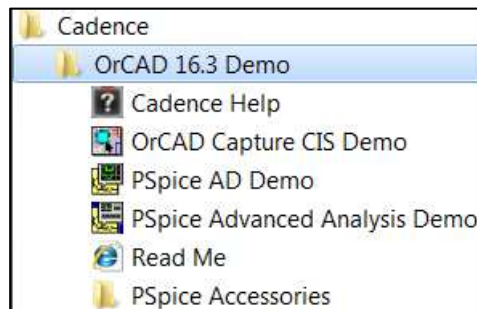 Cadence
OrCAD 16.3 Demo
Cadence Help
OrCAD Capture CIS Demo
PSpice AD Demo
PSpice Advanced Analysis Demo
Read Me
PSpice Accessories